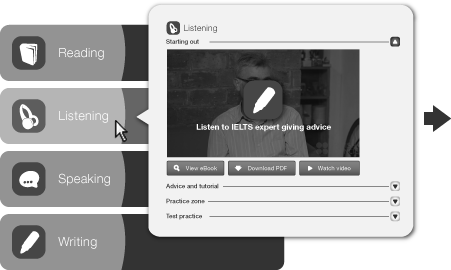 Reading
Listening
Speaking
Writing
Listening
Starting out
Listen to IELTS expert giving advice
View eBook
Download PDF
Watch video
Advice and tutorial
Practice zone
Test practice